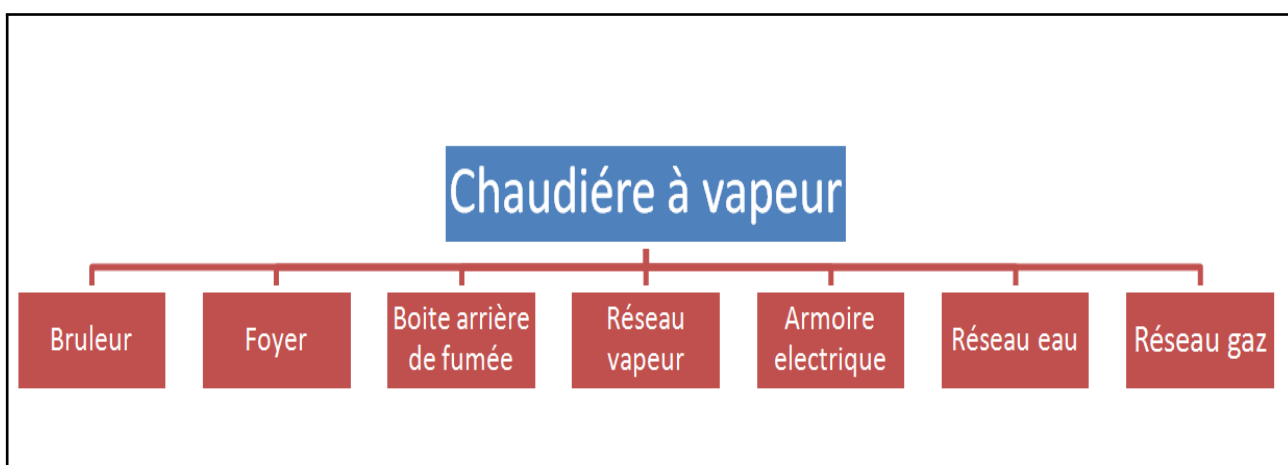 Chaudiére à vapeur
Bruleur
Foyer
Boite arrière
de fumée
Réseau
vapeur
Armoire
electrique
Réseau eau
Réseau gaz